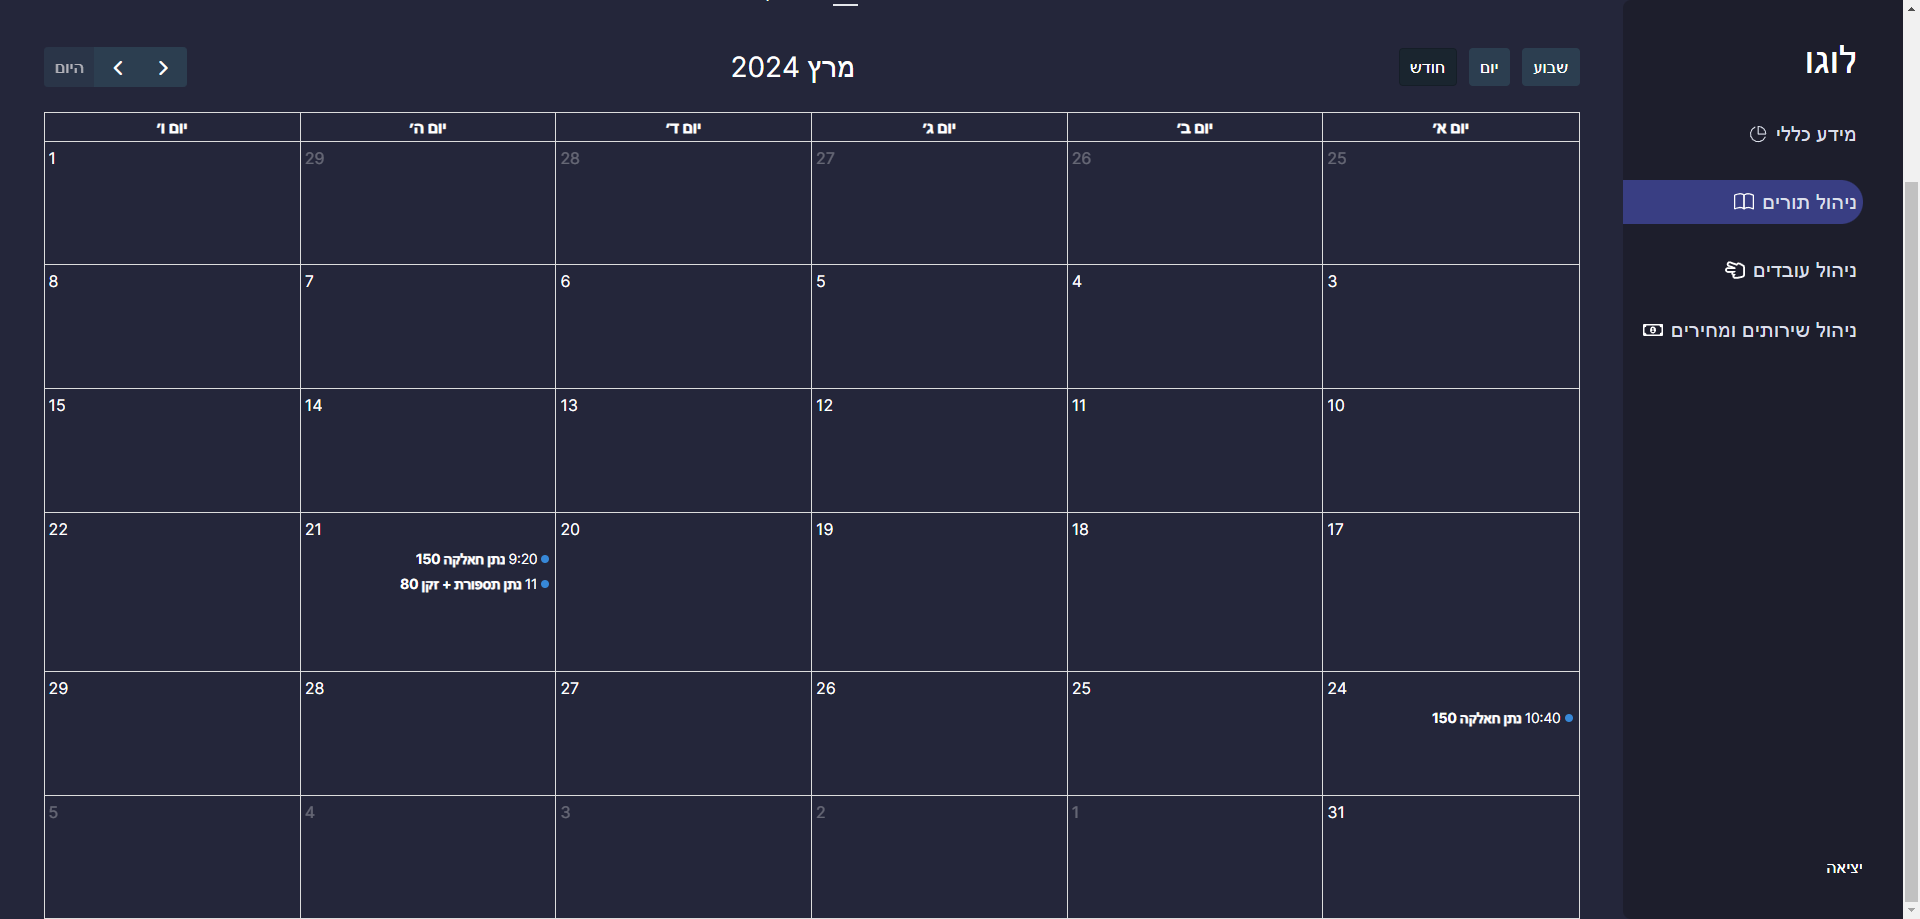 לוגו
מידע כללי
ניהול תורים
ניהול עובדים
ניהול שירותים ומחירים
יציאה
שבוע יום חודש
מרץ 2024
היום
יום א׳ יום ב׳ יום ג׳ יום ד׳ יום ה׳ יום ו׳
25 26 27 28 29 1
3 4 5 6 7 8
10 11 12 13 14 15
17 18 19 20 21 22
9:20 נתן חאלקה 150
11 נתן תספורת + זקן 80
24 25 26 27 28 29
10:40 נתן חאלקה 150
31 1 2 3 4 5